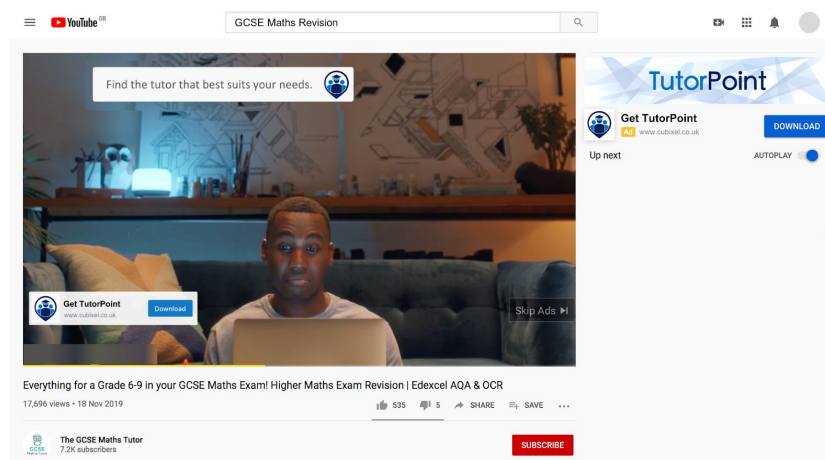 YouTube GB
GCSE Maths Revision
Find the tutor that best suits your needs.
Get TutorPoint
www.cubixel.co.uk
Download
Skip Ads
Everything for a Grade 6-9 in your GCSE Maths Exam! Higher Maths Exam Revision | Edexcel AQA & OCR
17,696 views • 18 Nov 2019
535
5
SHARE
SAVE
GCSE
The GCSE Maths Tutor
7.2K subscribers
SUBSCRIBE
TutorPoint
Get TutorPoint
Ad www.cubixel.co.uk
DOWNLOAD
Up next
AUTOPLAY